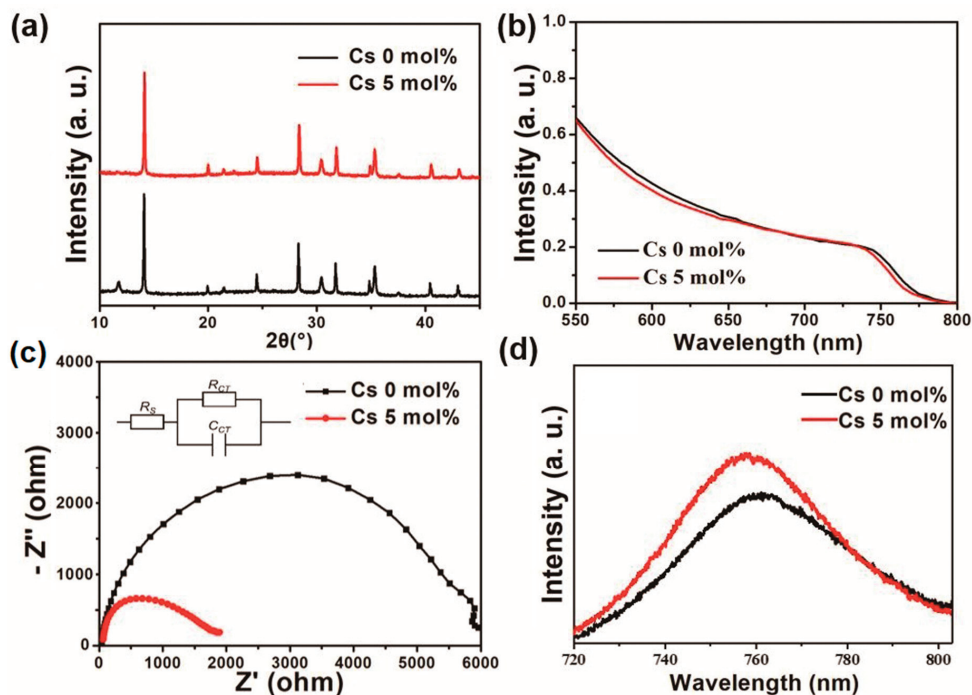 (a)
Cs 0 mol%
Cs 5 mol%
Intensity (a. u.)
10 20 30 40
2θ(°)
(b)
Cs 0 mol%
Cs 5 mol%
Intensity (a. u.)
1.0
0.8
0.6
0.4
0.2
0.0
550 600 650 700 750 800
Wavelength (nm)
(c)
RS
RCT
CCT
Cs 0 mol%
Cs 5 mol%
- Z'' (ohm)
4000
3000
2000
1000
0
0 1000 2000 3000 4000 5000 6000
Z' (ohm)
(d)
Cs 0 mol%
Cs 5 mol%
Intensity (a. u.)
720 740 760 780 800
Wavelength (nm)